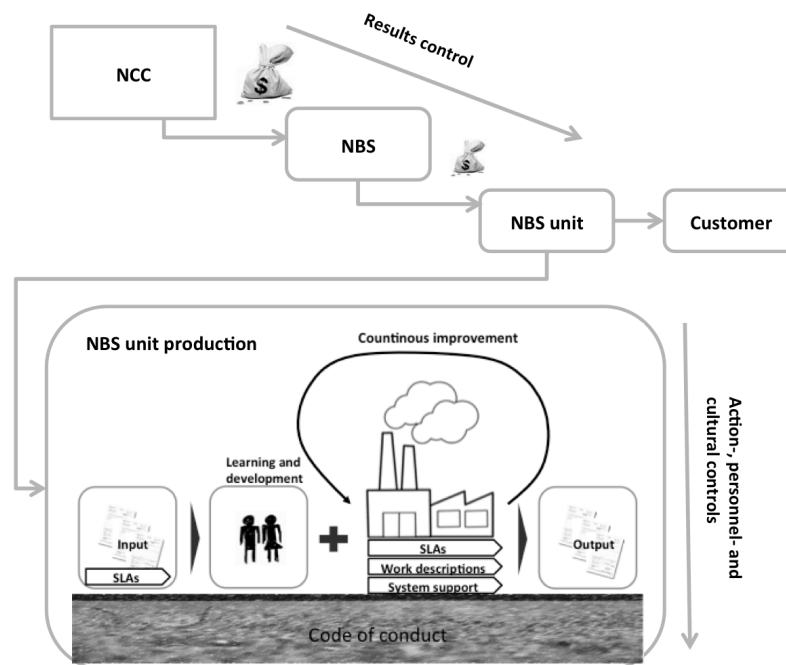 Results control
NCC
$
NBS
$
NBS unit
Customer
NBS unit production
Countinous improvement
Learning and
development
Input
SLAs
SLAs
Work descriptions
System support
Output
Code of conduct
Action-, personnel- and
cultural controls